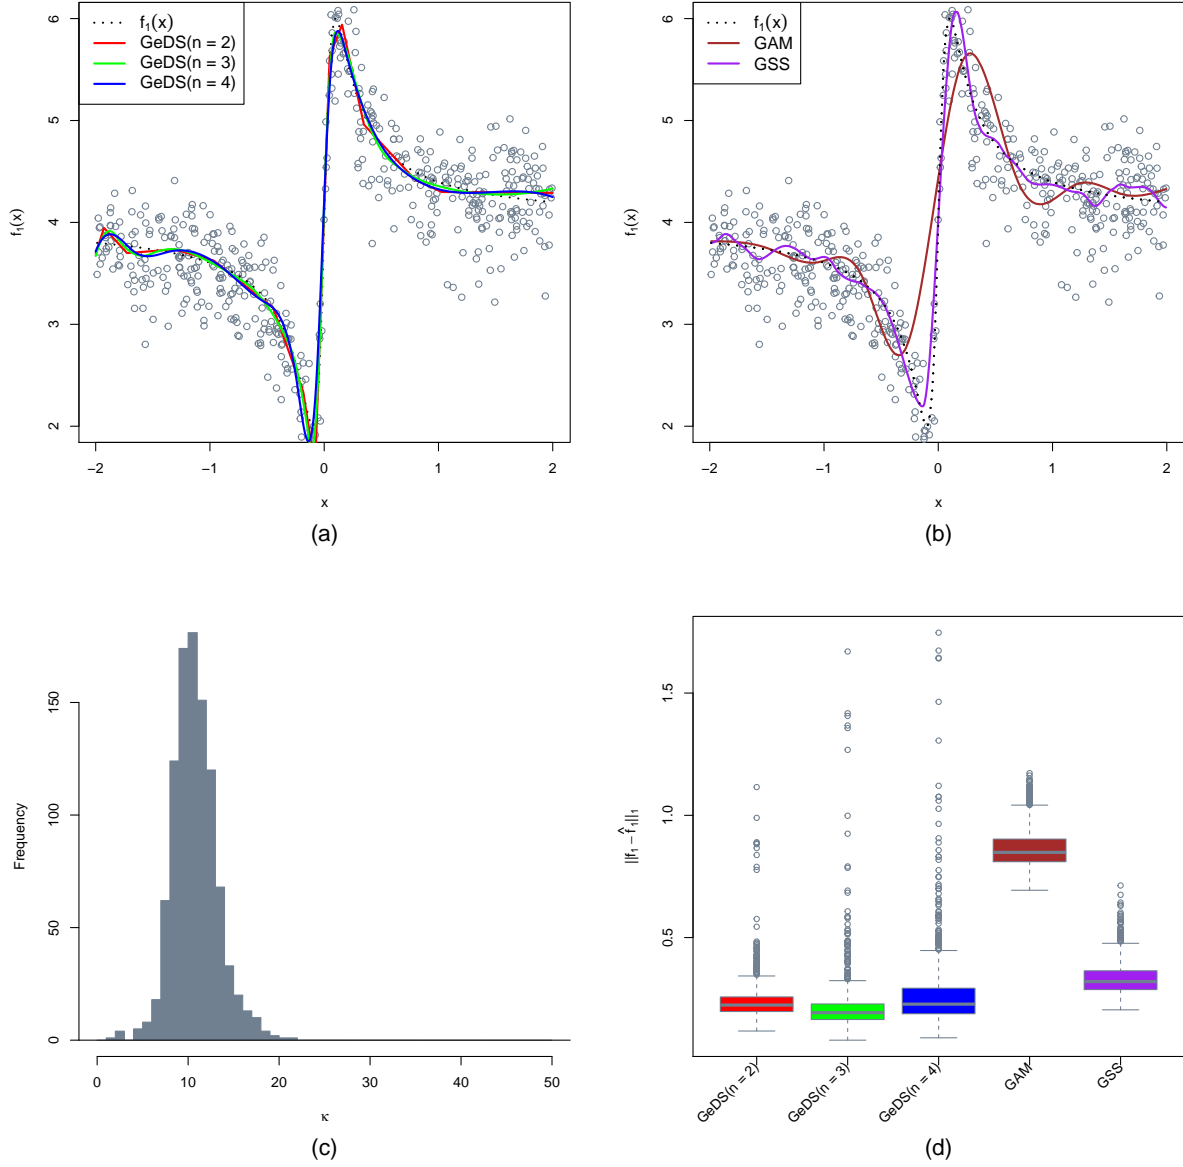 f₁(x)
GeDS(n = 2)
GeDS(n = 3)
GeDS(n = 4)
6
5
4
3
2
f₁(x)
−2 −1 0 1 2
x
(a)
f₁(x)
GAM
GSS
6
5
4
3
2
f₁(x)
−2 −1 0 1 2
x
(b)
150
100
50
0
Frequency
0 10 20 30 40 50
κ
(c)
1.5
1.0
0.5
||f₁ − f̂₁||₁
GeDS(n = 2) GeDS(n = 3) GeDS(n = 4) GAM GSS
(d)